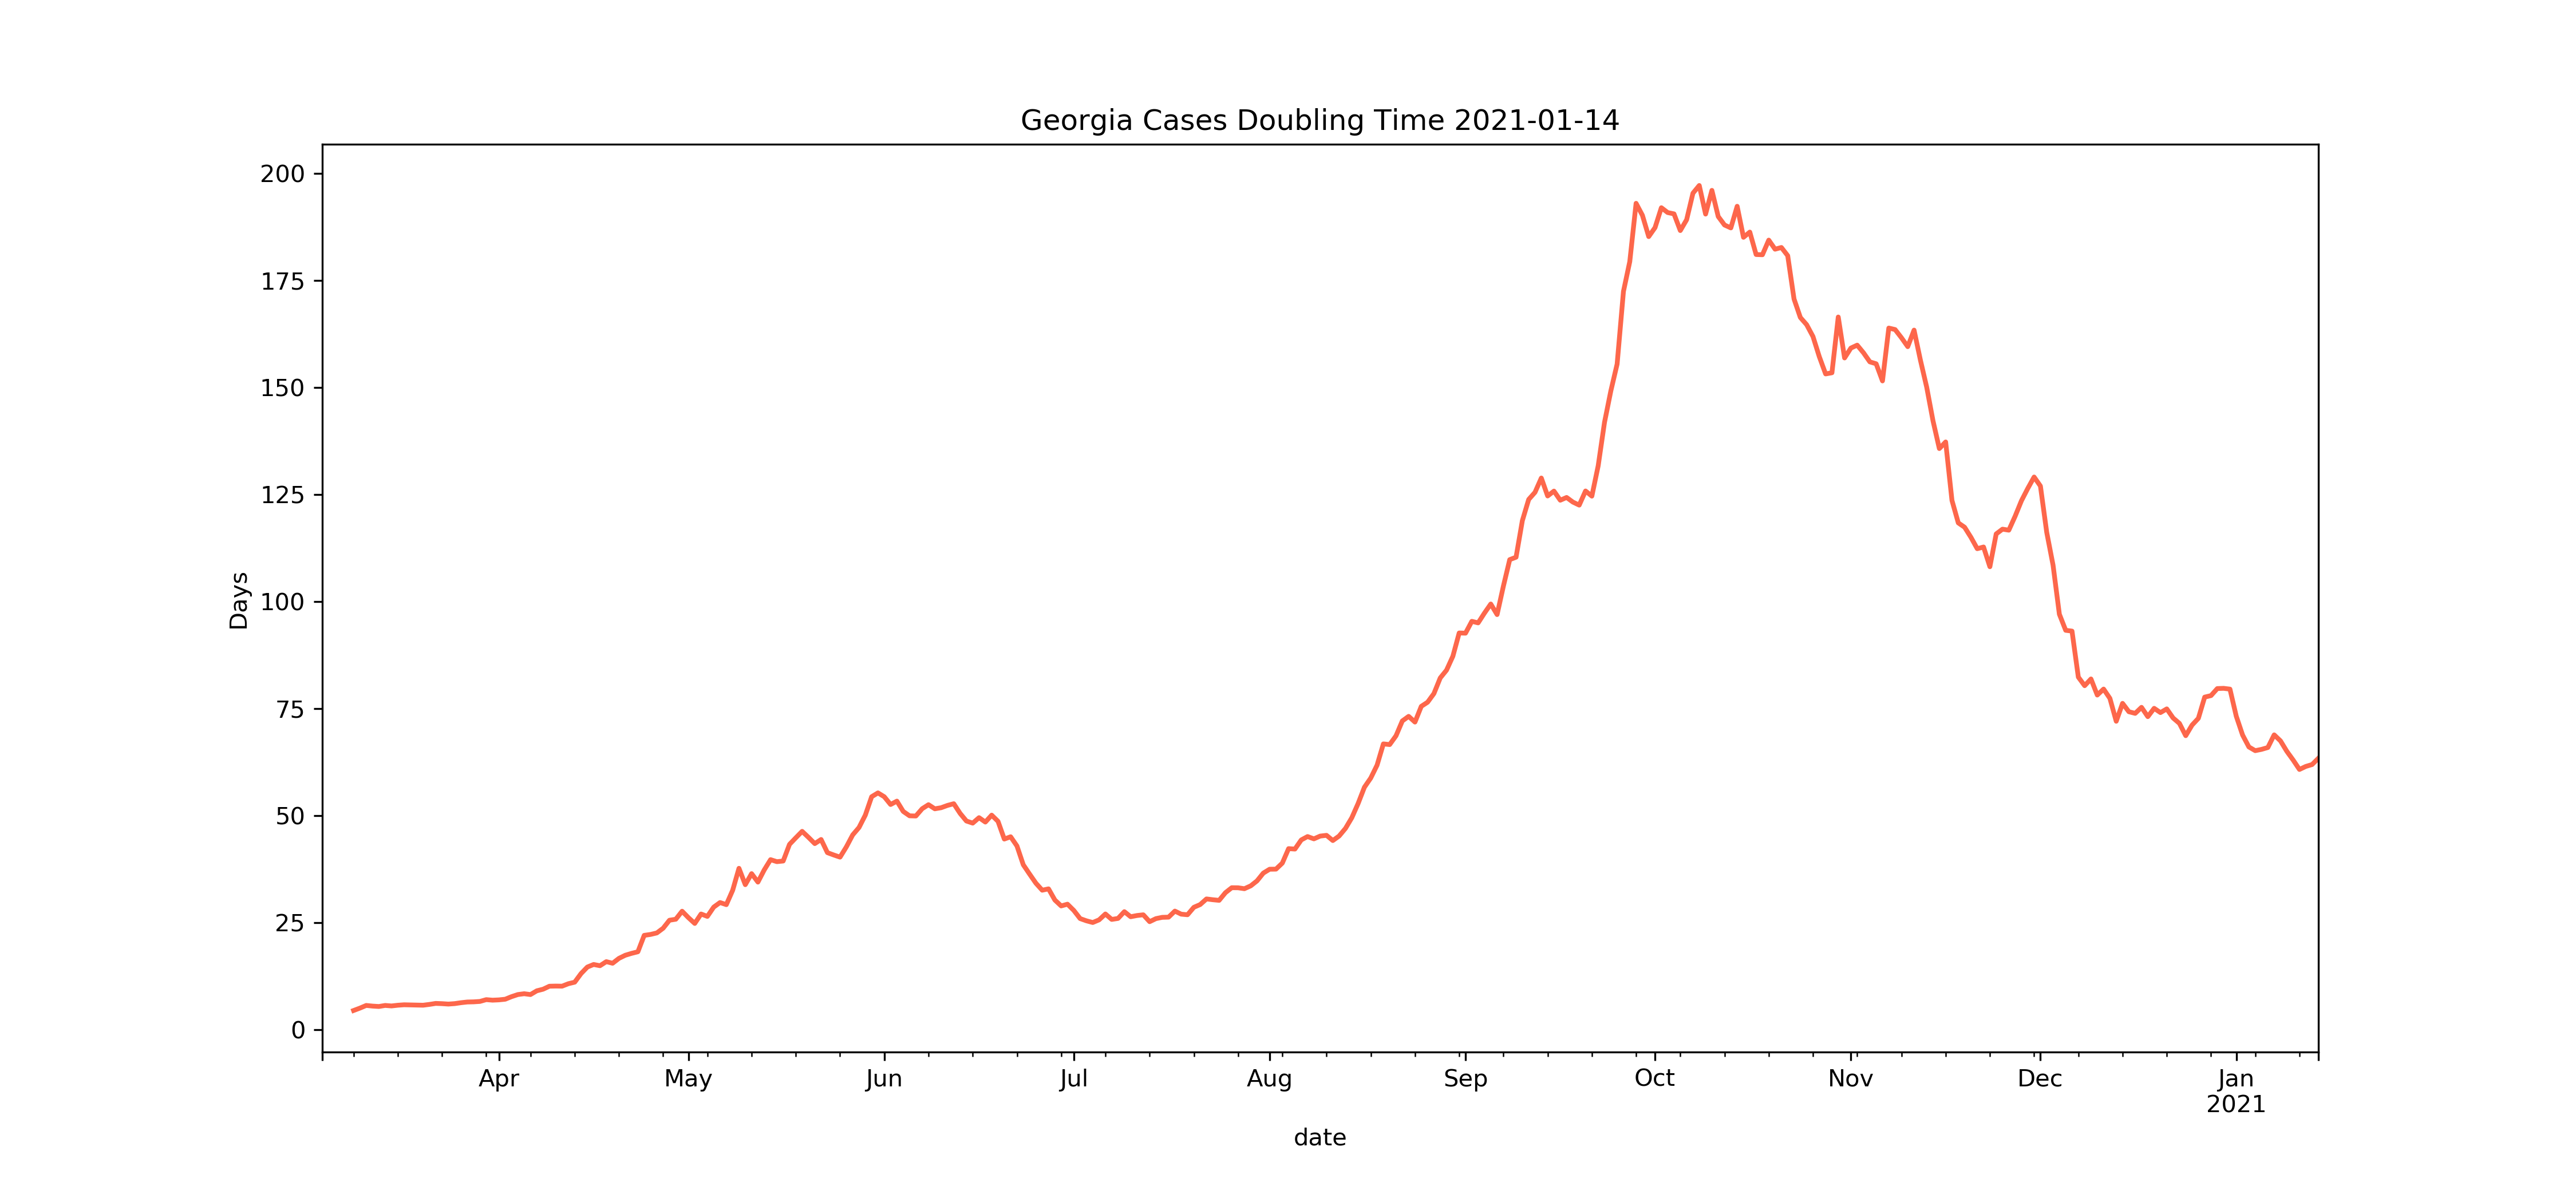 Georgia Cases Doubling Time 2021-01-14
200
175
150
125
100
75
50
25
0
Days
Apr May Jun Jul Aug Sep Oct Nov Dec Jan
2021
date